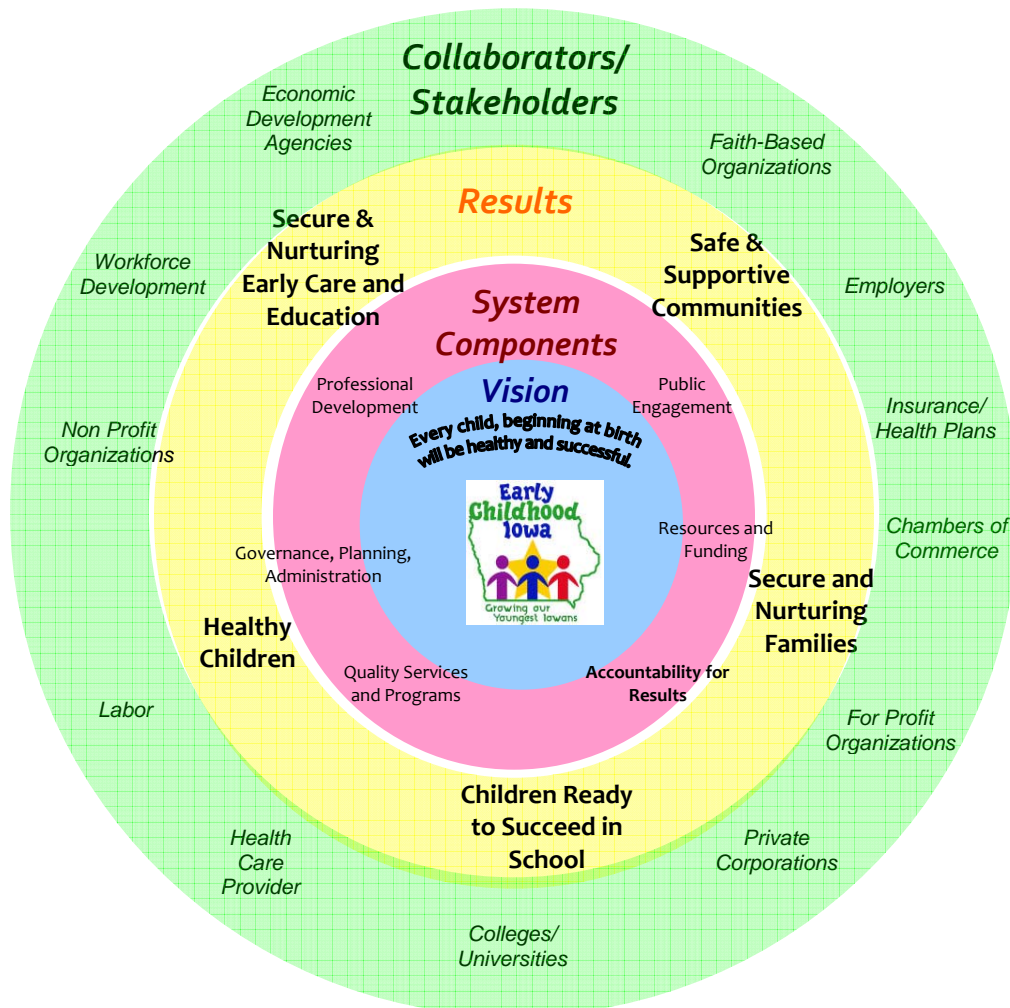 Collaborators/
Stakeholders
Economic
Development
Agencies
Faith-Based
Organizations
Workforce
Development
Employers
Non Profit
Organizations
Insurance/
Health Plans
Chambers of
Commerce
Labor
For Profit
Organizations
Health
Care
Provider
Private
Corporations
Colleges/
Universities
Results
Secure &
Nurturing
Early Care and
Education
Safe &
Supportive
Communities
Healthy
Children
Secure and
Nurturing
Families
Children Ready
to Succeed in
School
System
Components
Professional
Development
Public
Engagement
Governance, Planning,
Administration
Resources and
Funding
Quality Services
and Programs
Accountability for
Results
Vision
Every child, beginning at birth
will be healthy and successful.
Early
Childhood
Iowa
Growing our
Youngest Iowans